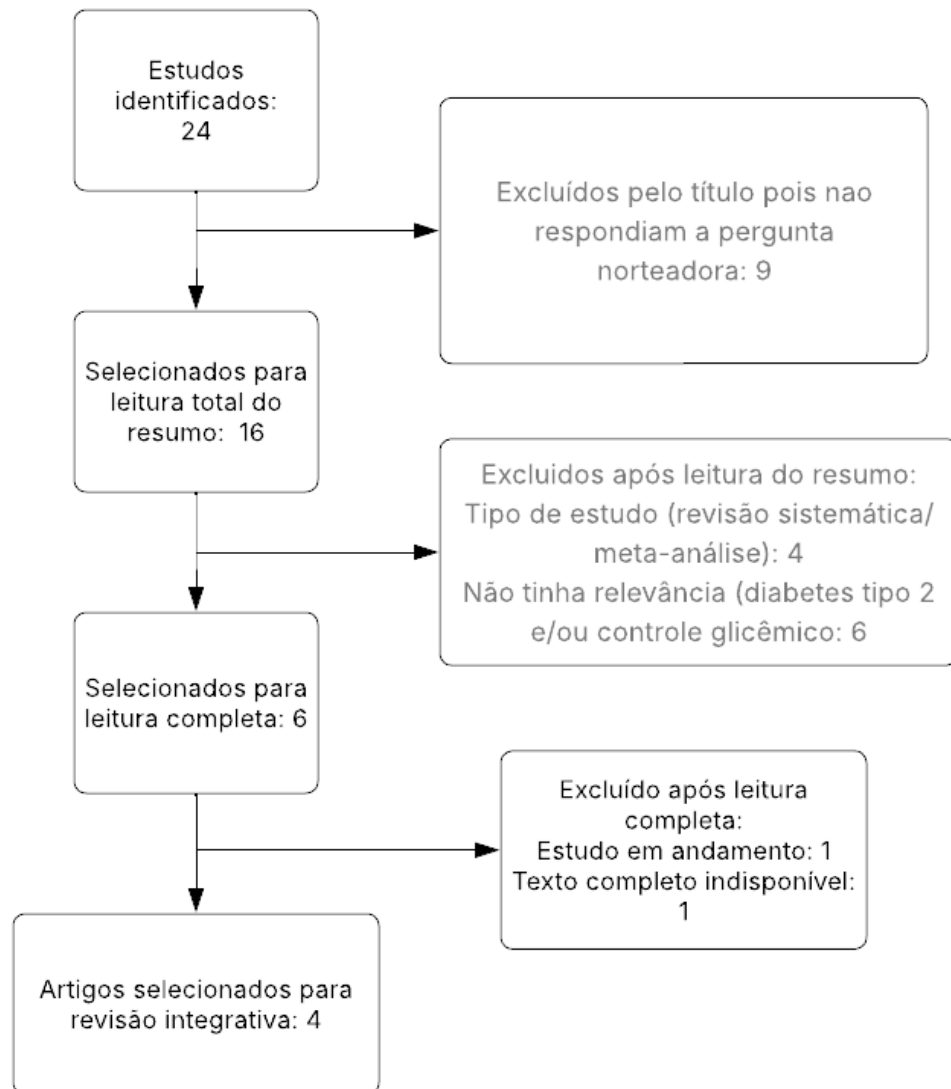 Estudos
identificados:
24
Excluídos pelo título pois nao
respondiam a pergunta
norteadora: 9
Selecionados para
leitura total do
resumo: 16
Excluidos após leitura do resumo:
Tipo de estudo (revisão sistemática/
meta-análise): 4
Não tinha relevância (diabetes tipo 2
e/ou controle glicêmico: 6
Selecionados para
leitura completa: 6
Excluído após leitura
completa:
Estudo em andamento: 1
Texto completo indisponível:
1
Artigos selecionados para
revisão integrativa: 4